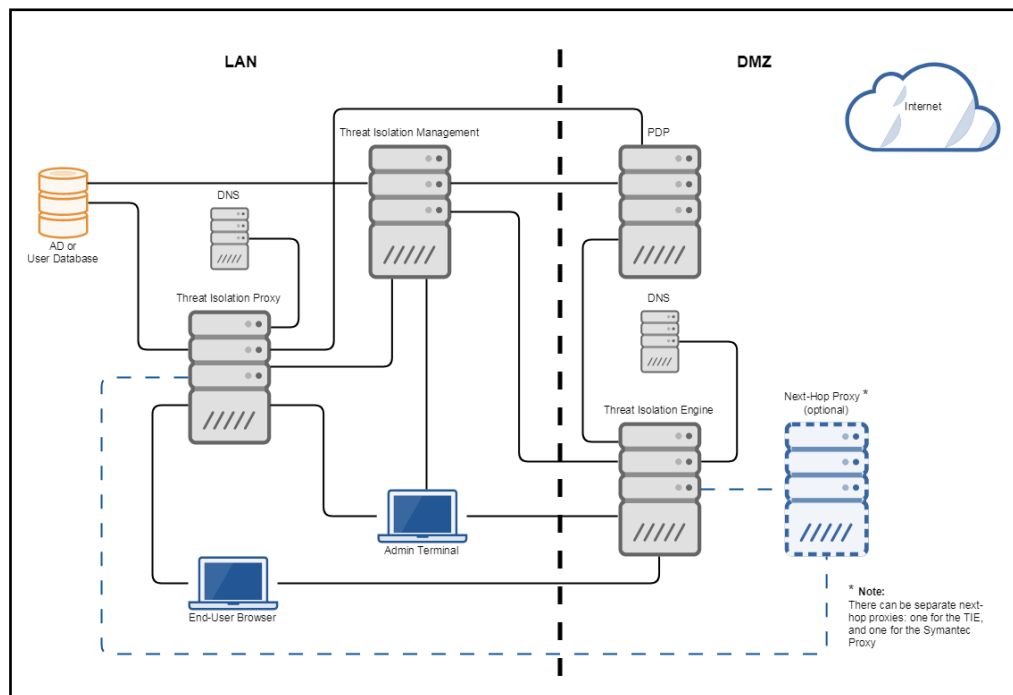 LAN
DMZ
Internet
Threat Isolation Management
PDP
DNS
AD or
User Database
Threat Isolation Proxy
DNS
Threat Isolation Engine
Next-Hop Proxy *
(optional)
Admin Terminal
End-User Browser
* Note:
There can be separate next-
hop proxies: one for the TIE,
and one for the Symantec
Proxy